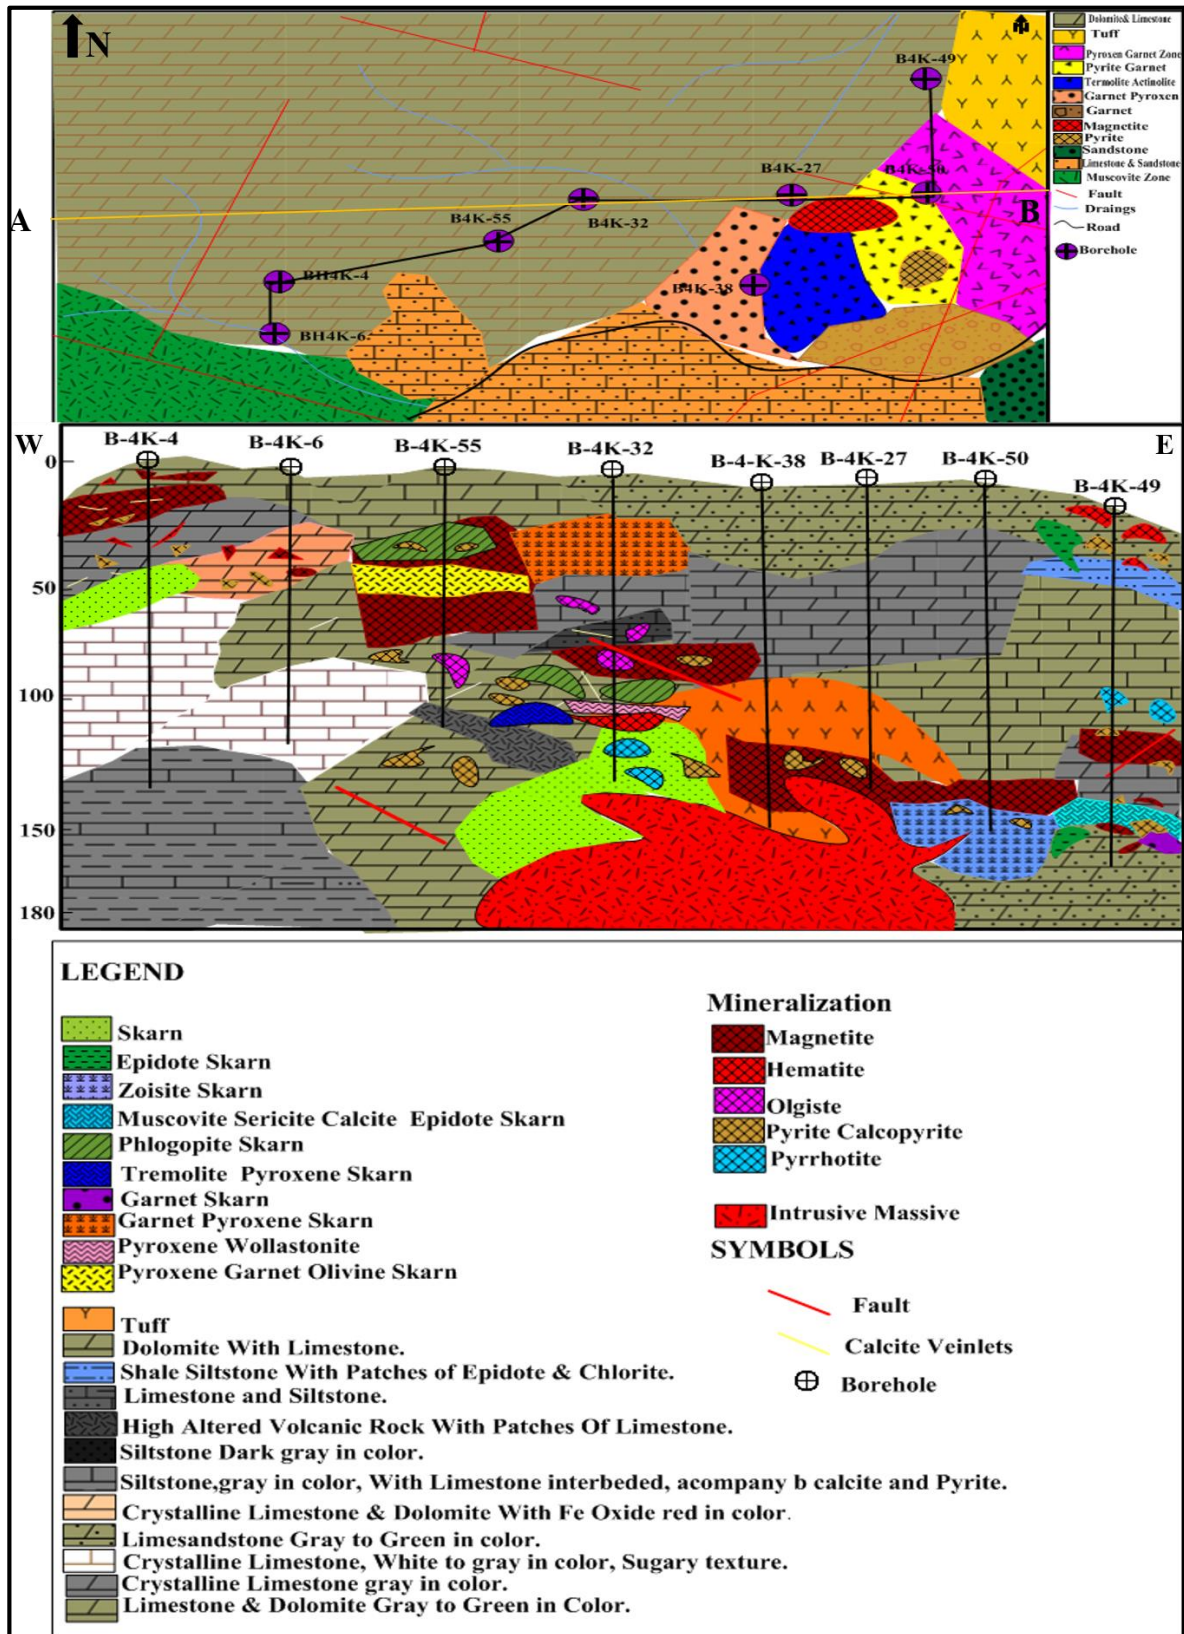 N
A
B
B4K-49
B4K-27
B4K-50
B4K-55
B4K-32
BH4K-4
B4K-38
BH4K-6
Dolomite& Limestone
Tuff
Pyroxen Garnet Zone
Pyrite Garnet
Termolite Actinolite
Garnet Pyroxen
Garnet
Magnetite
Pyrite
Sandstone
Limestone & Sandstone
Muscovite Zone
Fault
Draings
Road
Borehole
W
E
B-4K-4
B-4K-6
B-4K-55
B-4K-32
B-4-K-38
B-4K-27
B-4K-50
B-4K-49
0
50
100
150
180
LEGEND
Skarn
Epidote Skarn
Zoisite Skarn
Muscovite Sericite Calcite Epidote Skarn
Phlogopite Skarn
Tremolite Pyroxene Skarn
Garnet Skarn
Garnet Pyroxene Skarn
Pyroxene Wollastonite
Pyroxene Garnet Olivine Skarn
Tuff
Dolomite With Limestone.
Shale Siltstone With Patches of Epidote & Chlorite.
Limestone and Siltstone.
High Altered Volcanic Rock With Patches Of Limestone.
Siltstone Dark gray in color.
Siltstone,gray in color, With Limestone interbeded, acompany b calcite and Pyrite.
Crystalline Limestone & Dolomite With Fe Oxide red in color.
Limesandstone Gray to Green in color.
Crystalline Limestone, White to gray in color, Sugary texture.
Crystalline Limestone gray in color.
Limestone & Dolomite Gray to Green in Color.
Mineralization
Magnetite
Hematite
Olgiste
Pyrite Calcopyrite
Pyrrhotite
Intrusive Massive
SYMBOLS
Fault
Calcite Veinlets
Borehole